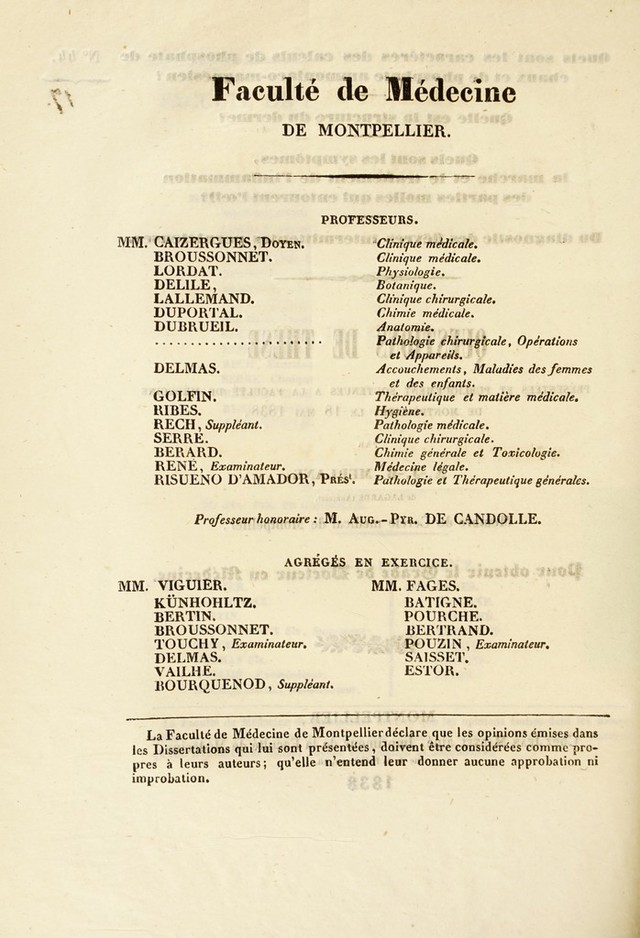 Faculté de Médecine
DE MONTPELLIER.
PROFESSEURS.
MM. CAIZERGUES, DOYEN. Clinique médicale.
BROUSSONNET. Clinique médicale.
LORDAT. Physiologie.
DELILE, Botanique.
LALLEMAND. Clinique chirurgicale.
DUPORTAL. Chimie médicale.
DUBRUEIL. Anatomie.
........................ Pathologie chirurgicale, Opérations
et Appareils.
DELMAS. Accouchements, Maladies des femmes
et des enfants.
GOLFIN. Thérapeutique et matière médicale.
RIBES. Hygiène.
RECH, Suppléant. Pathologie médicale.
SERRE. Clinique chirurgicale.
BERARD. Chimie générale et Toxicologie.
RENÉ, Examinateur. Médecine légale.
RISUENO D'AMADOR, PRÉSt. Pathologie et Thérapeutique générales.
Professeur honoraire : M. AUG.-PYR. DE CANDOLLE.
AGRÉGÉS EN EXERCICE.
MM. VIGUIER. MM. FAGES.
KÜNHOHLTZ. BATIGNE.
BERTIN. POURCHE.
BROUSSONNET. BERTRAND.
TOUCHY, Examinateur. POUZIN, Examinateur.
DELMAS. SAISSET.
VAILHE. ESTOR.
BOURQUENOD, Suppléant.
La Faculté de Médecine de Montpellier déclare que les opinions émises dans
les Dissertations qui lui sont présentées, doivent être considérées comme pro-
pres à leurs auteurs; qu'elle n'entend leur donner aucune approbation ni
improbation.